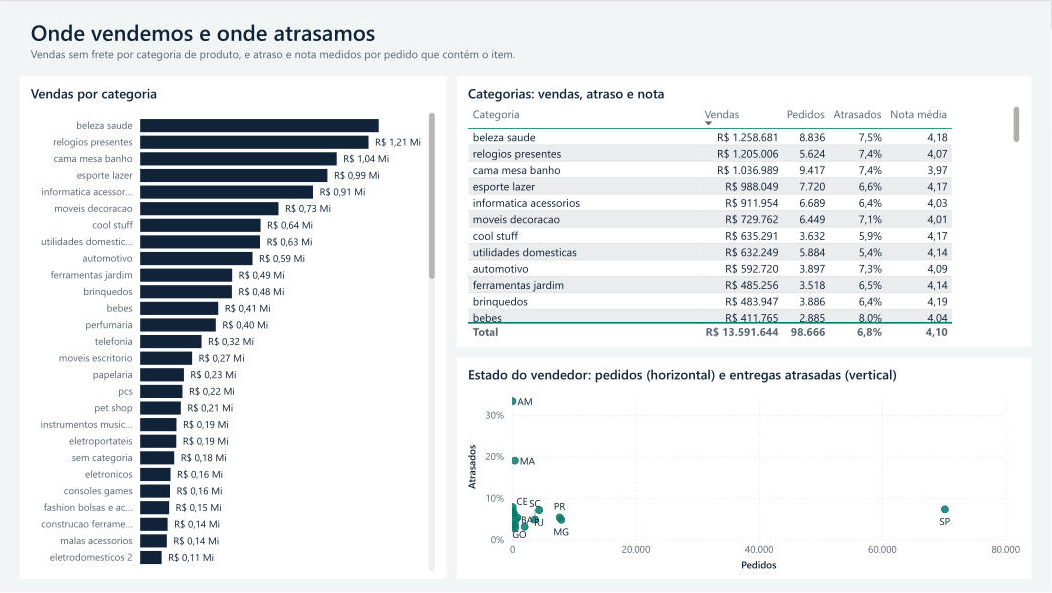 Onde vendemos e onde atrasamos
Vendas sem frete por categoria de produto, e atraso e nota medidos por pedido que contém o item.
Vendas por categoria
beleza saude
relogios presentes R$ 1,21 Mi
cama mesa banho R$ 1,04 Mi
esporte lazer R$ 0,99 Mi
informatica acessor... R$ 0,91 Mi
moveis decoracao R$ 0,73 Mi
cool stuff R$ 0,64 Mi
utilidades domestic... R$ 0,63 Mi
automotivo R$ 0,59 Mi
ferramentas jardim R$ 0,49 Mi
brinquedos R$ 0,48 Mi
bebes R$ 0,41 Mi
perfumaria R$ 0,40 Mi
telefonia R$ 0,32 Mi
moveis escritorio R$ 0,27 Mi
papelaria R$ 0,23 Mi
pcs R$ 0,22 Mi
pet shop R$ 0,21 Mi
instrumentos music... R$ 0,19 Mi
eletroportateis R$ 0,19 Mi
sem categoria R$ 0,18 Mi
eletronicos R$ 0,16 Mi
consoles games R$ 0,16 Mi
fashion bolsas e ac... R$ 0,15 Mi
construcao ferrame... R$ 0,14 Mi
malas acessorios R$ 0,14 Mi
eletrodomesticos 2 R$ 0,11 Mi
Categorias: vendas, atraso e nota
Categoria Vendas Pedidos Atrasados Nota média
beleza saude R$ 1.258.681 8.836 7,5% 4,18
relogios presentes R$ 1.205.006 5.624 7,4% 4,07
cama mesa banho R$ 1.036.989 9.417 7,4% 3,97
esporte lazer R$ 988.049 7.720 6,6% 4,17
informatica acessorios R$ 911.954 6.689 6,4% 4,03
moveis decoracao R$ 729.762 6.449 7,1% 4,01
cool stuff R$ 635.291 3.632 5,9% 4,17
utilidades domesticas R$ 632.249 5.884 5,4% 4,14
automotivo R$ 592.720 3.897 7,3% 4,09
ferramentas jardim R$ 485.256 3.518 6,5% 4,14
brinquedos R$ 483.947 3.886 6,4% 4,19
bebes R$ 411.765 2.885 8,0% 4,04
Total R$ 13.591.644 98.666 6,8% 4,10
Estado do vendedor: pedidos (horizontal) e entregas atrasadas (vertical)
Atrasados
30%
20%
10%
0%
AM
MA
CE SC PR
RJ
GO MG SP
0 20.000 40.000 60.000 80.000
Pedidos